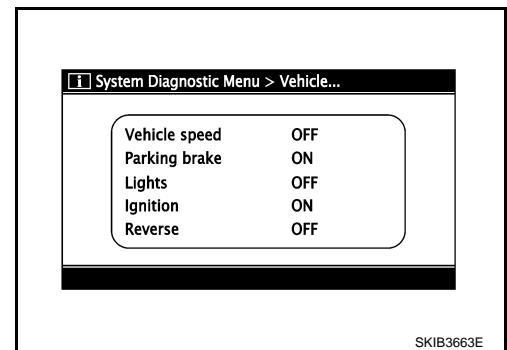 i System Diagnostic Menu > Vehicle...
Vehicle speed OFF
Parking brake ON
Lights OFF
Ignition ON
Reverse OFF
SKIB3663E